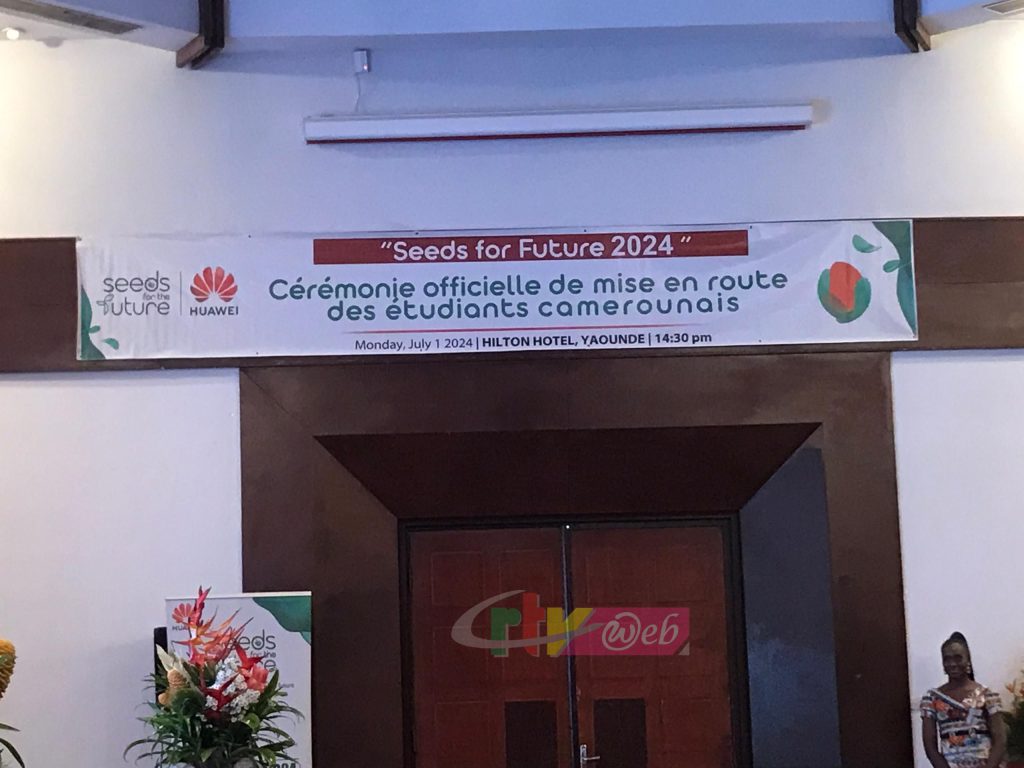 "Seeds for Future 2024 "
seeds for the future
HUAWEI
Cérémonie officielle de mise en route
des étudiants camerounais
Monday, July 1 2024 | HILTON HOTEL, YAOUNDE | 14:30 pm
crtv @web